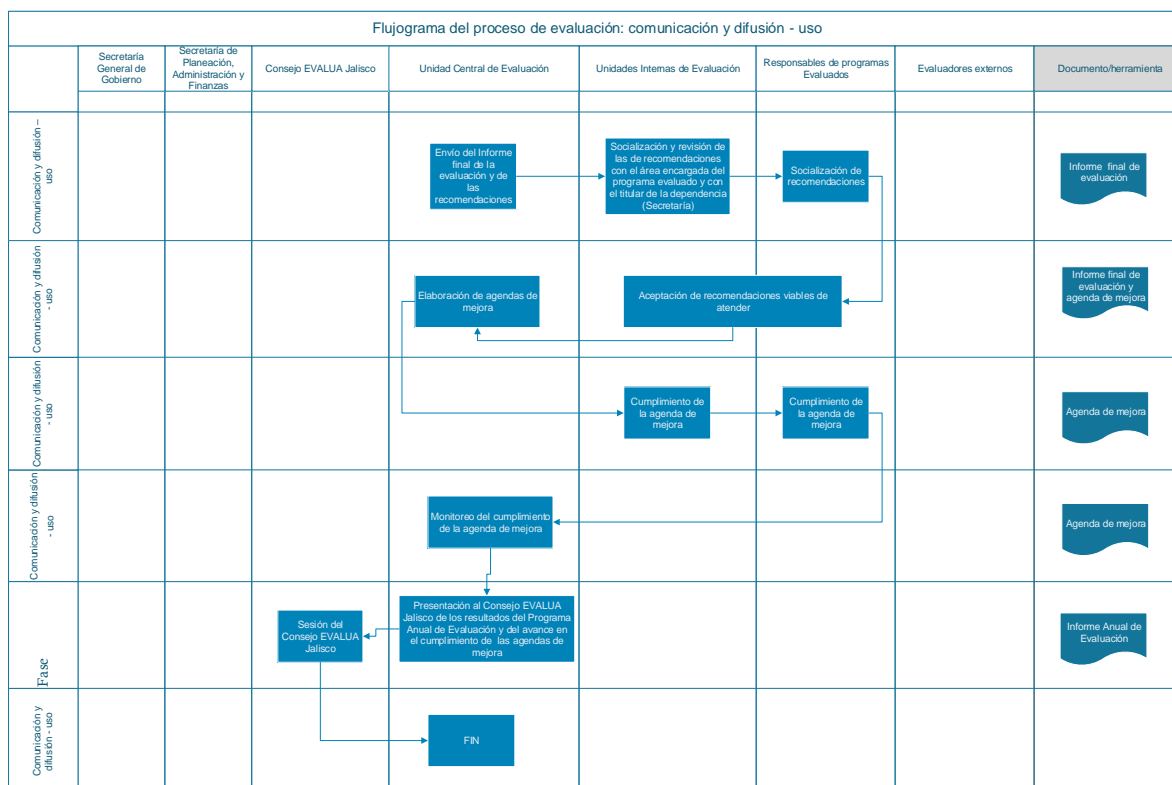 Flujograma del proceso de evaluación: comunicación y difusión - uso
Secretaría
General de
Gobierno
Secretaría de
Planeación,
Administración y
Finanzas
Consejo EVALUA Jalisco
Unidad Central de Evaluación
Unidades Internas de Evaluación
Responsables de programas
Evaluados
Evaluadores externos
Documento/herramienta
Comunicación y difusión –
uso
Envío del Informe
final de la
evaluación y de
las
recomendaciones
Socialización y revisión de
las de recomendaciones
con el área encargada del
programa evaluado y con
el titular de la dependencia
(Secretaría)
Socialización de
recomendaciones
Informe final de
evaluación
Comunicación y difusión
- uso
Elaboración de agendas de
mejora
Aceptación de recomendaciones viables de
atender
Informe final de
evaluación y
agenda de mejora
Comunicación y difusión
- uso
Cumplimiento de
la agenda de
mejora
Cumplimiento de
la agenda de
mejora
Agenda de mejora
Comunicación y difusión
- uso
Monitoreo del cumplimiento
de la agenda de mejora
Agenda de mejora
Fase
Sesión del
Consejo EVALUA
Jalisco
Presentación al Consejo EVALUA
Jalisco de los resultados del Programa
Anual de Evaluación y del avance en
el cumplimiento de las agendas de
mejora
Informe Anual de
Evaluación
Comunicación y
difusión - uso
FIN